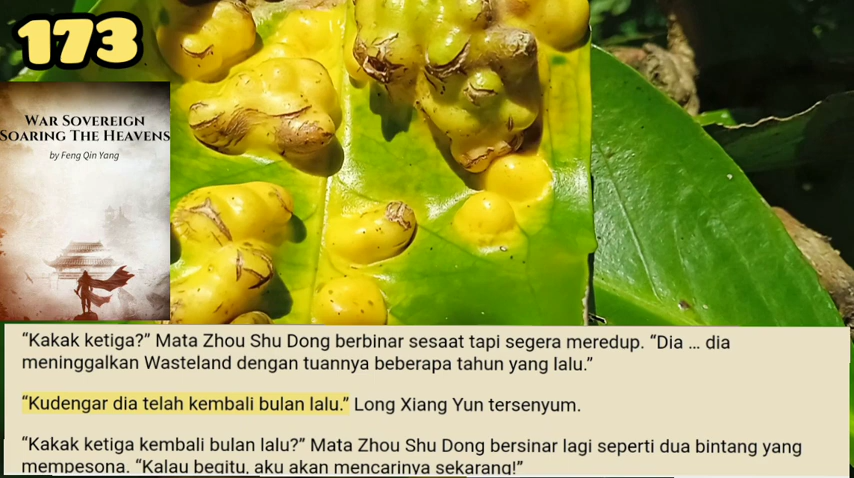 173
WAR SOVEREIGN
SOARING THE HEAVENS
by Feng Qin Yang
“Kakak ketiga?” Mata Zhou Shu Dong berbinar sesaat tapi segera meredup. “Dia ... dia
meninggalkan Wasteland dengan tuannya beberapa tahun yang lalu.”
“Kudengar dia telah kembali bulan lalu.” Long Xiang Yun tersenyum.
“Kakak ketiga kembali bulan lalu?” Mata Zhou Shu Dong bersinar lagi seperti dua bintang yang
mempesona. “Kalau begitu, aku akan mencarinya sekarang!”